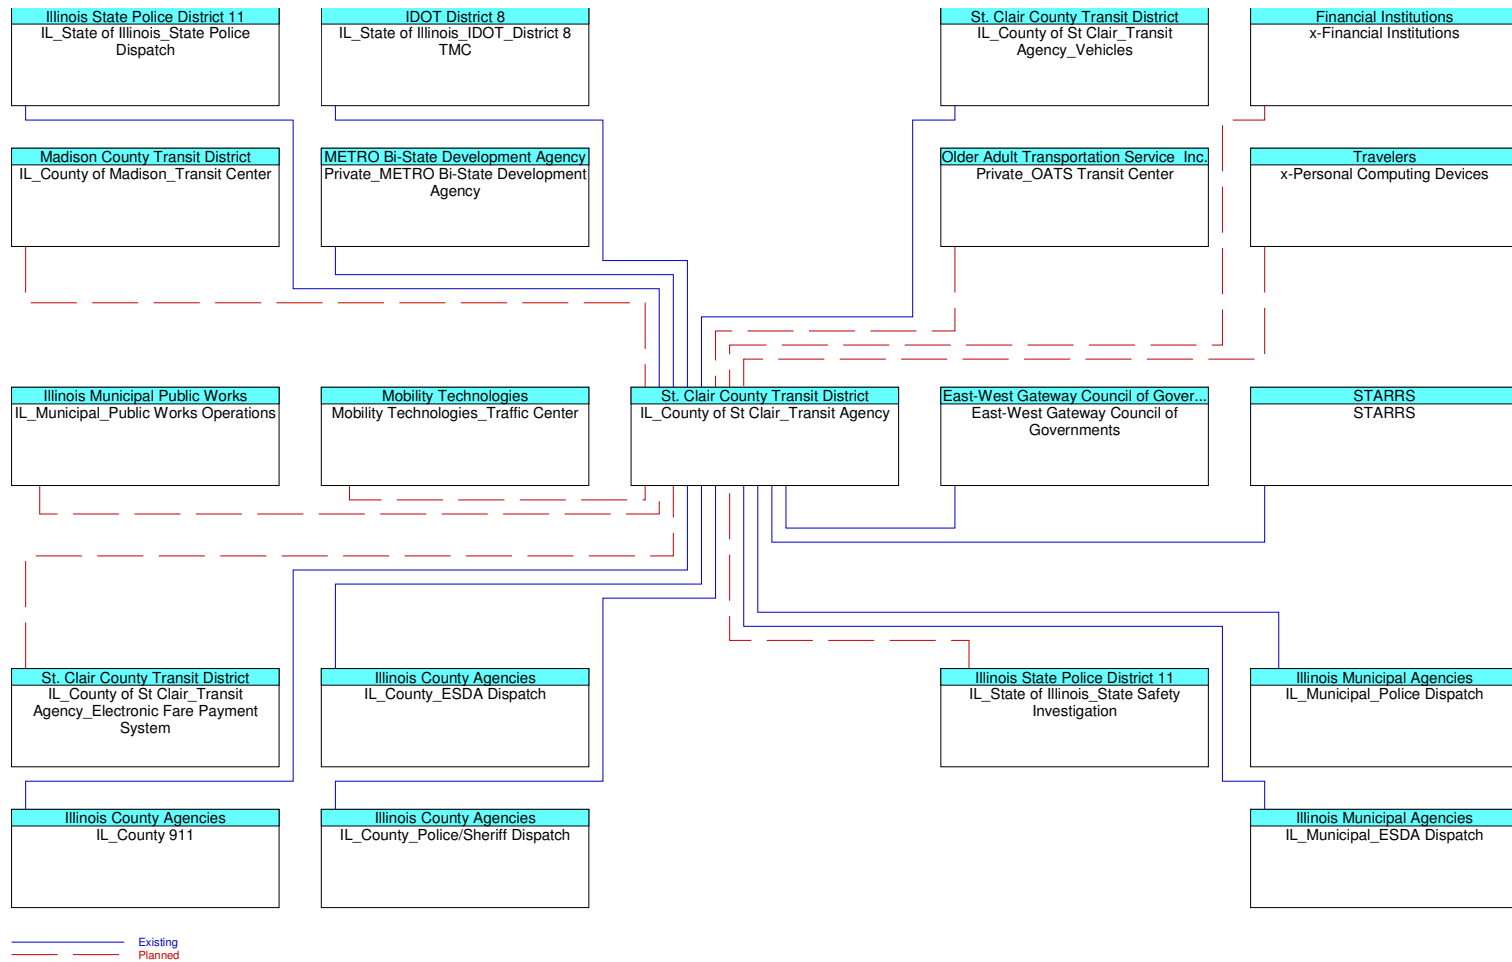 Illinois State Police District 11
IL_State of Illinois_State Police
Dispatch
IDOT District 8
IL_State of Illinois_IDOT_District 8
TMC
St. Clair County Transit District
IL_County of St Clair_Transit
Agency_Vehicles
Financial Institutions
x-Financial Institutions
Madison County Transit District
IL_County of Madison_Transit Center
METRO Bi-State Development Agency
Private_METRO Bi-State Development
Agency
Older Adult Transportation Service  Inc.
Private_OATS Transit Center
Travelers
x-Personal Computing Devices
Illinois Municipal Public Works
IL_Municipal_Public Works Operations
Mobility Technologies
Mobility Technologies_Traffic Center
St. Clair County Transit District
IL_County of St Clair_Transit Agency
East-West Gateway Council of Gover...
East-West Gateway Council of
Governments
STARRS
STARRS
St. Clair County Transit District
IL_County of St Clair_Transit
Agency_Electronic Fare Payment
System
Illinois County Agencies
IL_County_ESDA Dispatch
Illinois State Police District 11
IL_State of Illinois_State Safety
Investigation
Illinois Municipal Agencies
IL_Municipal_Police Dispatch
Illinois County Agencies
IL_County 911
Illinois County Agencies
IL_County_Police/Sheriff Dispatch
Illinois Municipal Agencies
IL_Municipal_ESDA Dispatch
Existing
Planned